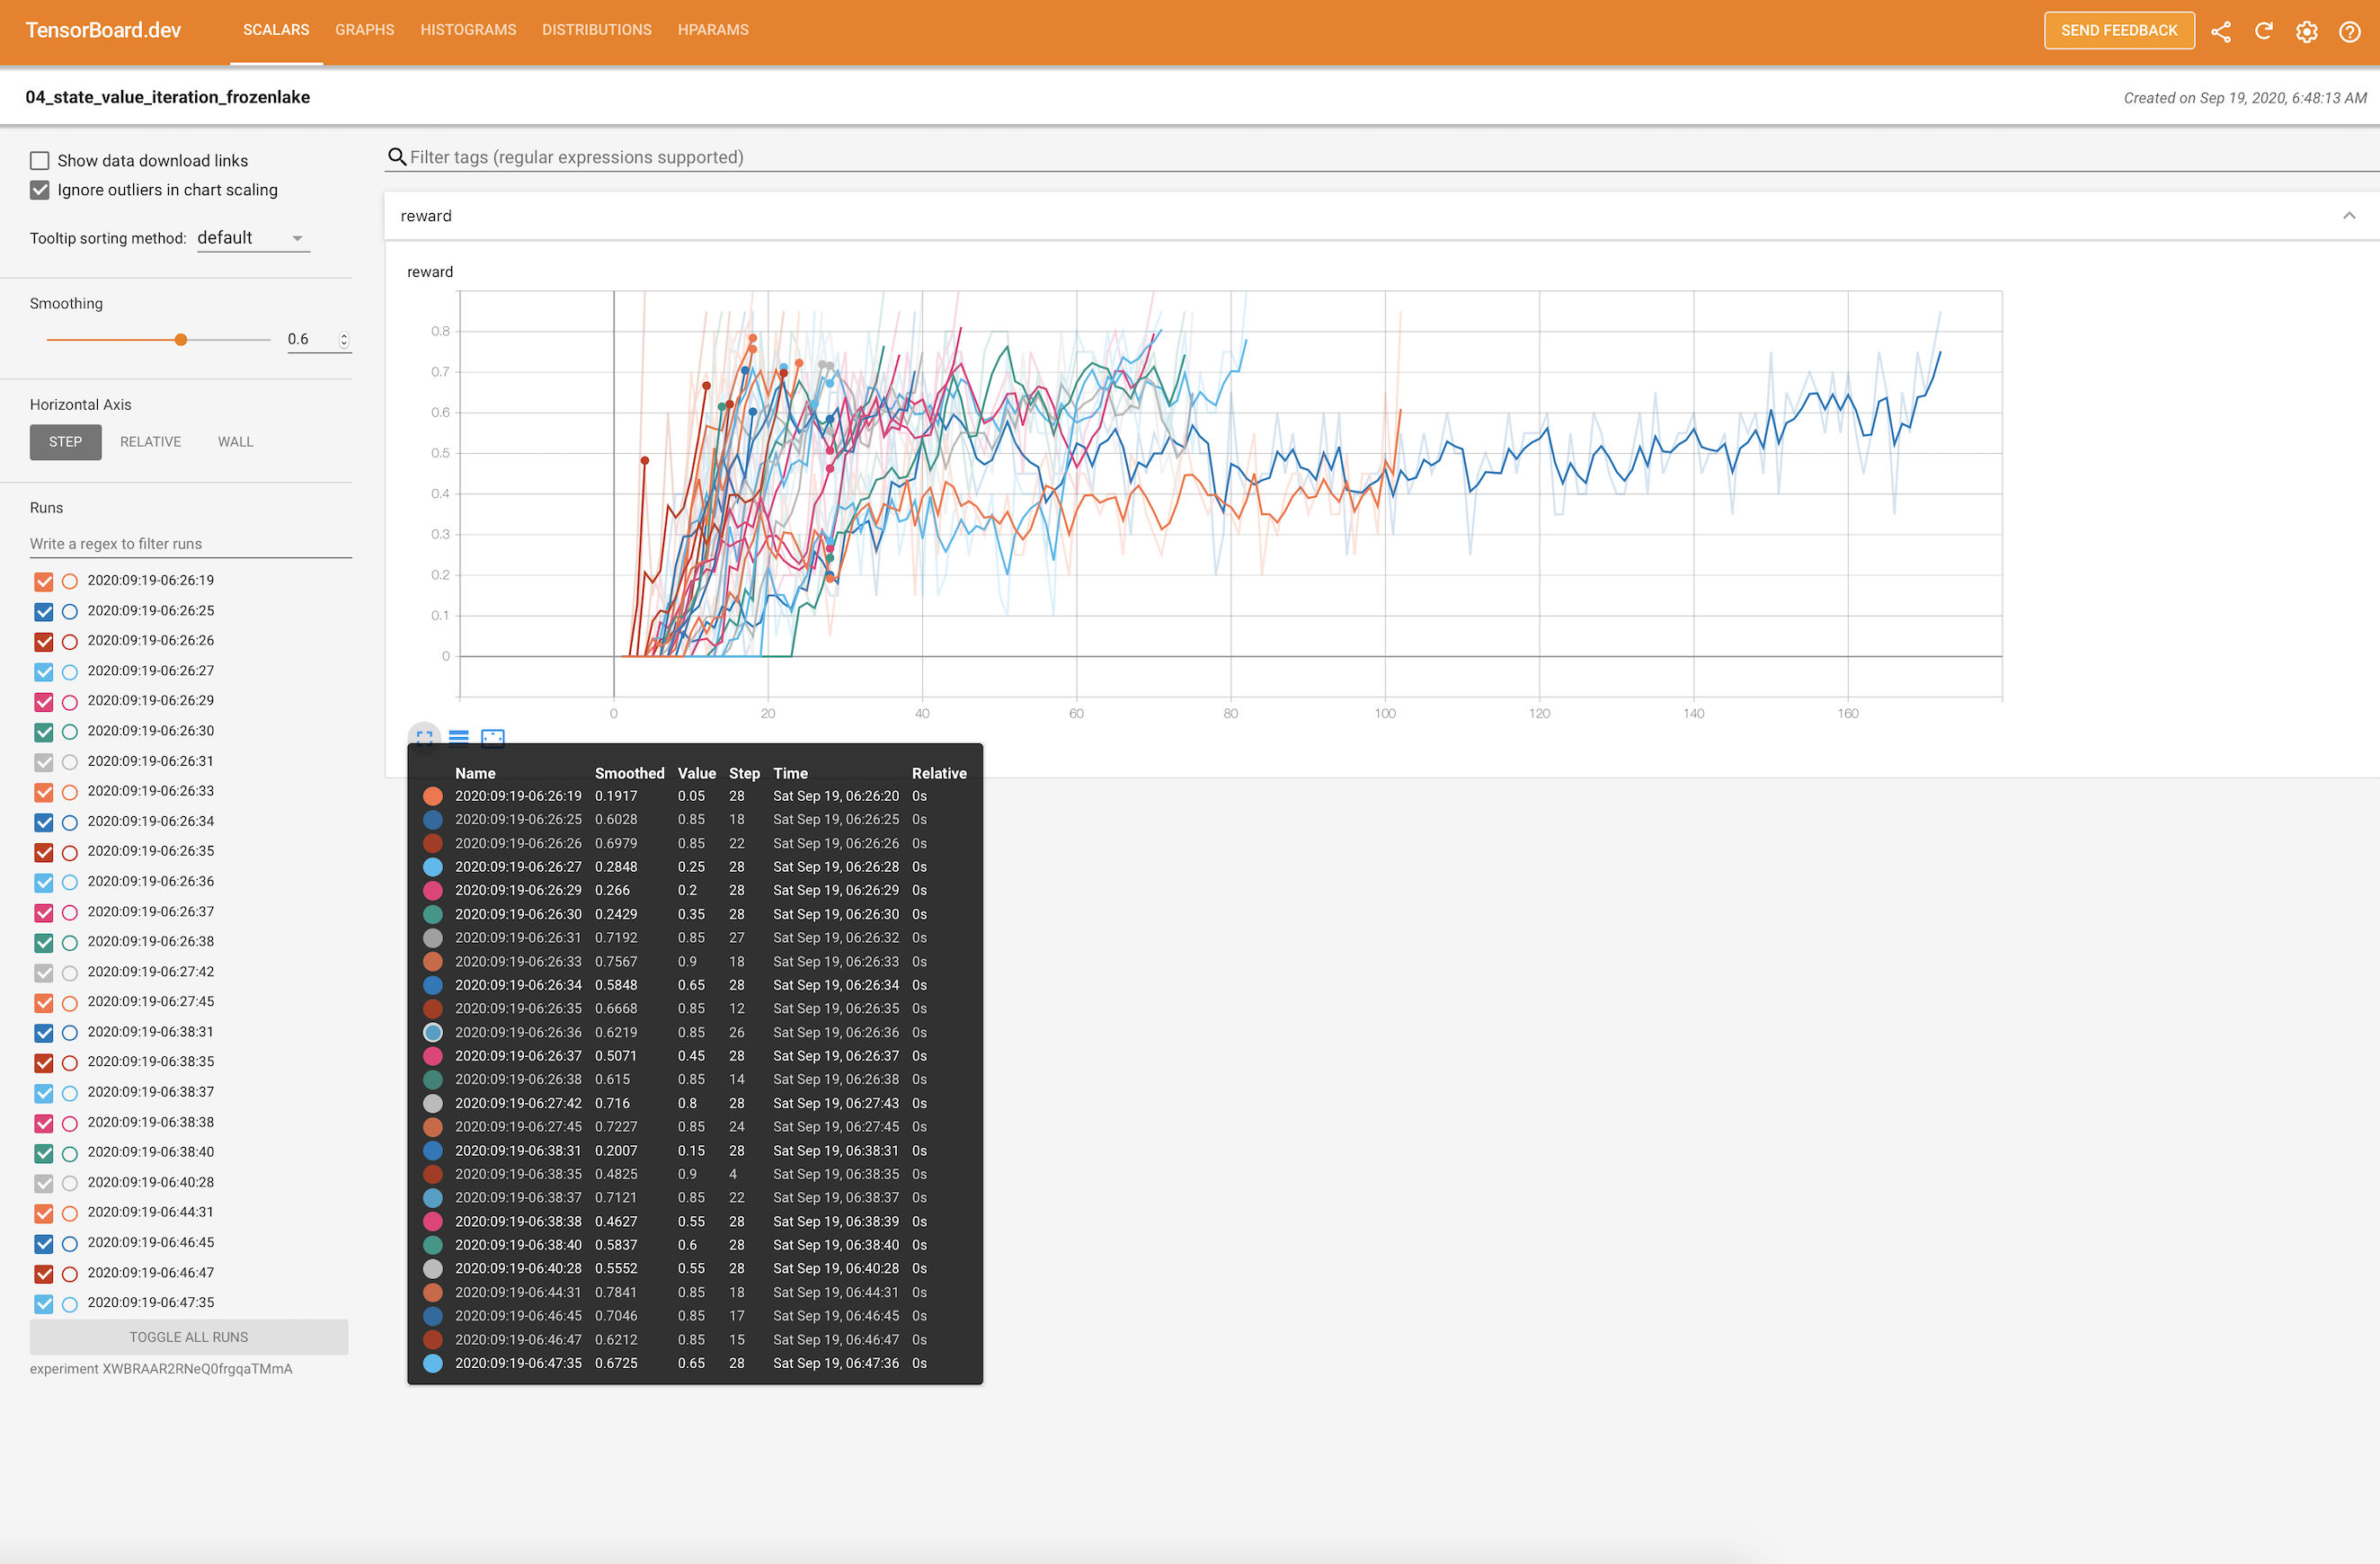 TensorBoard.dev SCALARS GRAPHS HISTOGRAMS DISTRIBUTIONS HPARAMS SEND FEEDBACK
04_state_value_iteration_frozenlake Created on Sep 19, 2020, 6:48:13 AM
Show data download links
Ignore outliers in chart scaling
Tooltip sorting method: default
Smoothing
0.6
Horizontal Axis
STEP RELATIVE WALL
Runs
Write a regex to filter runs
2020:09:19-06:26:19
2020:09:19-06:26:25
2020:09:19-06:26:26
2020:09:19-06:26:27
2020:09:19-06:26:29
2020:09:19-06:26:30
2020:09:19-06:26:31
2020:09:19-06:26:33
2020:09:19-06:26:34
2020:09:19-06:26:35
2020:09:19-06:26:36
2020:09:19-06:26:37
2020:09:19-06:26:38
2020:09:19-06:27:42
2020:09:19-06:27:45
2020:09:19-06:38:31
2020:09:19-06:38:35
2020:09:19-06:38:37
2020:09:19-06:38:38
2020:09:19-06:38:40
2020:09:19-06:40:28
2020:09:19-06:44:31
2020:09:19-06:46:45
2020:09:19-06:46:47
2020:09:19-06:47:35
TOGGLE ALL RUNS
experiment XWBRAAR2RNeQ0frgqaTMmA
Filter tags (regular expressions supported)
reward
reward
0.8
0.7
0.6
0.5
0.4
0.3
0.2
0.1
0
0 20 40 60 80 100 120 140 160
Name Smoothed Value Step Time Relative
2020:09:19-06:26:19 0.1917 0.05 28 Sat Sep 19, 06:26:20 0s
2020:09:19-06:26:25 0.6028 0.85 18 Sat Sep 19, 06:26:25 0s
2020:09:19-06:26:26 0.6979 0.85 22 Sat Sep 19, 06:26:26 0s
2020:09:19-06:26:27 0.2848 0.25 28 Sat Sep 19, 06:26:28 0s
2020:09:19-06:26:29 0.266 0.2 28 Sat Sep 19, 06:26:29 0s
2020:09:19-06:26:30 0.2429 0.35 28 Sat Sep 19, 06:26:30 0s
2020:09:19-06:26:31 0.7192 0.85 27 Sat Sep 19, 06:26:32 0s
2020:09:19-06:26:33 0.7567 0.9 18 Sat Sep 19, 06:26:33 0s
2020:09:19-06:26:34 0.5848 0.65 28 Sat Sep 19, 06:26:34 0s
2020:09:19-06:26:35 0.6668 0.85 12 Sat Sep 19, 06:26:35 0s
2020:09:19-06:26:36 0.6219 0.85 26 Sat Sep 19, 06:26:36 0s
2020:09:19-06:26:37 0.5071 0.45 28 Sat Sep 19, 06:26:37 0s
2020:09:19-06:26:38 0.615 0.85 14 Sat Sep 19, 06:26:38 0s
2020:09:19-06:27:42 0.716 0.8 28 Sat Sep 19, 06:27:43 0s
2020:09:19-06:27:45 0.7227 0.85 24 Sat Sep 19, 06:27:45 0s
2020:09:19-06:38:31 0.2007 0.15 28 Sat Sep 19, 06:38:31 0s
2020:09:19-06:38:35 0.4825 0.9 4 Sat Sep 19, 06:38:35 0s
2020:09:19-06:38:37 0.7121 0.85 22 Sat Sep 19, 06:38:37 0s
2020:09:19-06:38:38 0.4627 0.55 28 Sat Sep 19, 06:38:39 0s
2020:09:19-06:38:40 0.5837 0.6 28 Sat Sep 19, 06:38:40 0s
2020:09:19-06:40:28 0.5552 0.55 28 Sat Sep 19, 06:40:28 0s
2020:09:19-06:44:31 0.7841 0.85 18 Sat Sep 19, 06:44:31 0s
2020:09:19-06:46:45 0.7046 0.85 17 Sat Sep 19, 06:46:45 0s
2020:09:19-06:46:47 0.6212 0.85 15 Sat Sep 19, 06:46:47 0s
2020:09:19-06:47:35 0.6725 0.65 28 Sat Sep 19, 06:47:36 0s